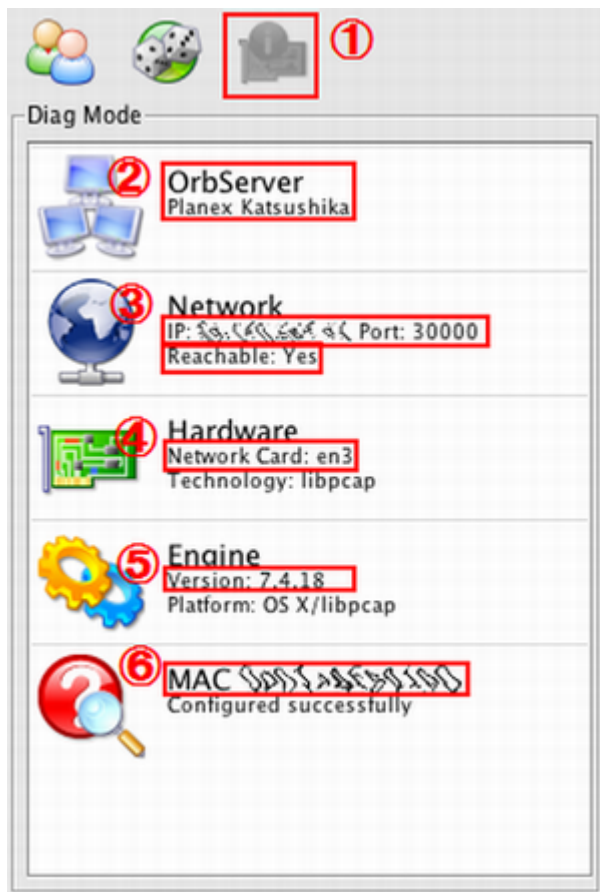 ①
Diag Mode
② OrbServer
Planex Katsushika
③ Network
IP: Port: 30000
Reachable: Yes
④ Hardware
Network Card: en3
Technology: libpcap
⑤ Engine
Version: 7.4.18
Platform: OS X/libpcap
⑥ MAC
Configured successfully